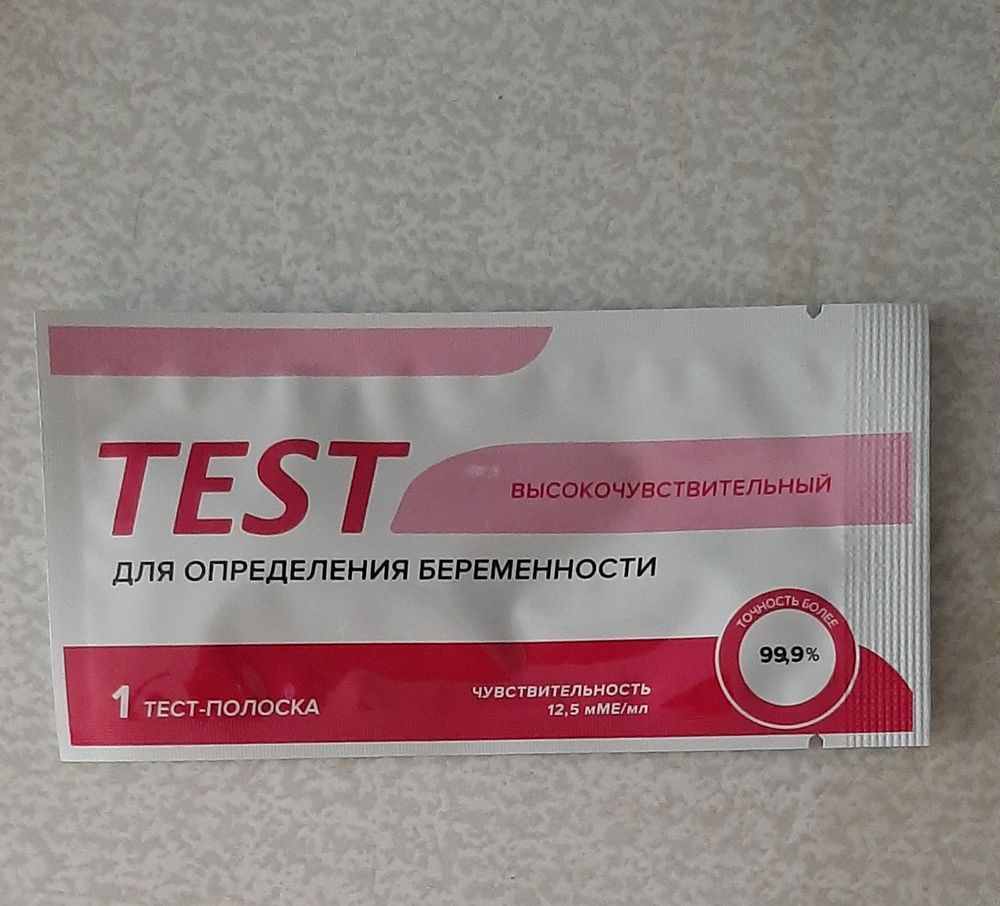 TEST
ВЫСОКОЧУВСТВИТЕЛЬНЫЙ
ДЛЯ ОПРЕДЕЛЕНИЯ БЕРЕМЕННОСТИ
ТОЧНОСТЬ БОЛЕЕ
99,9%
1 ТЕСТ-ПОЛОСКА
ЧУВСТВИТЕЛЬНОСТЬ
12,5 мМЕ/мл